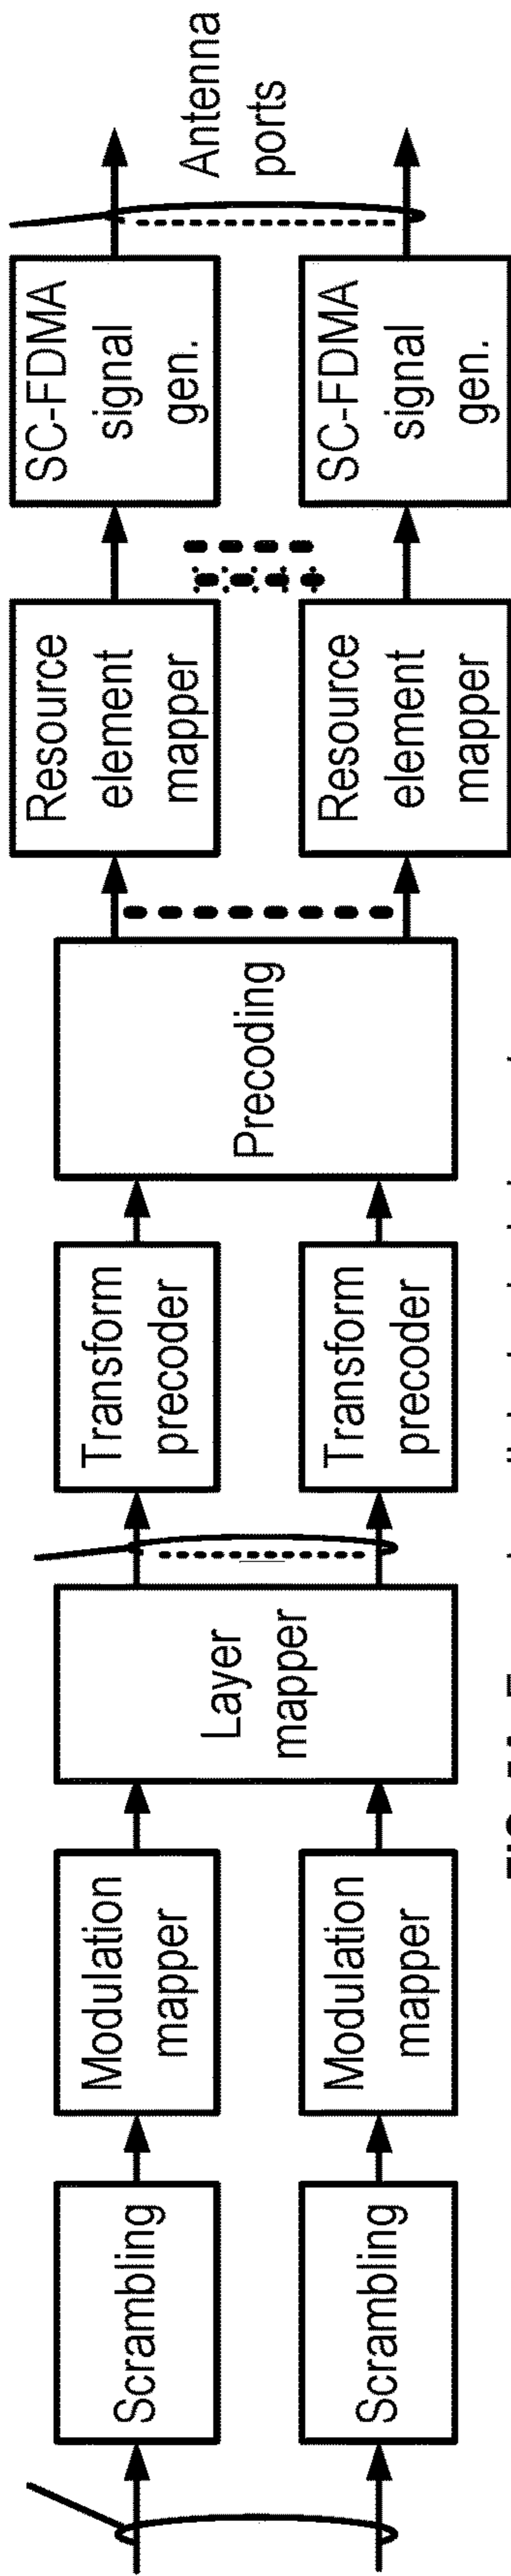 Scrambling
Scrambling
Modulation
mapper
Modulation
mapper
Layer
mapper
Transform
precoder
Transform
precoder
Precoding
Resource
element
mapper
Resource
element
mapper
SC-FDMA
signal
gen.
SC-FDMA
signal
gen.
Antenna
ports